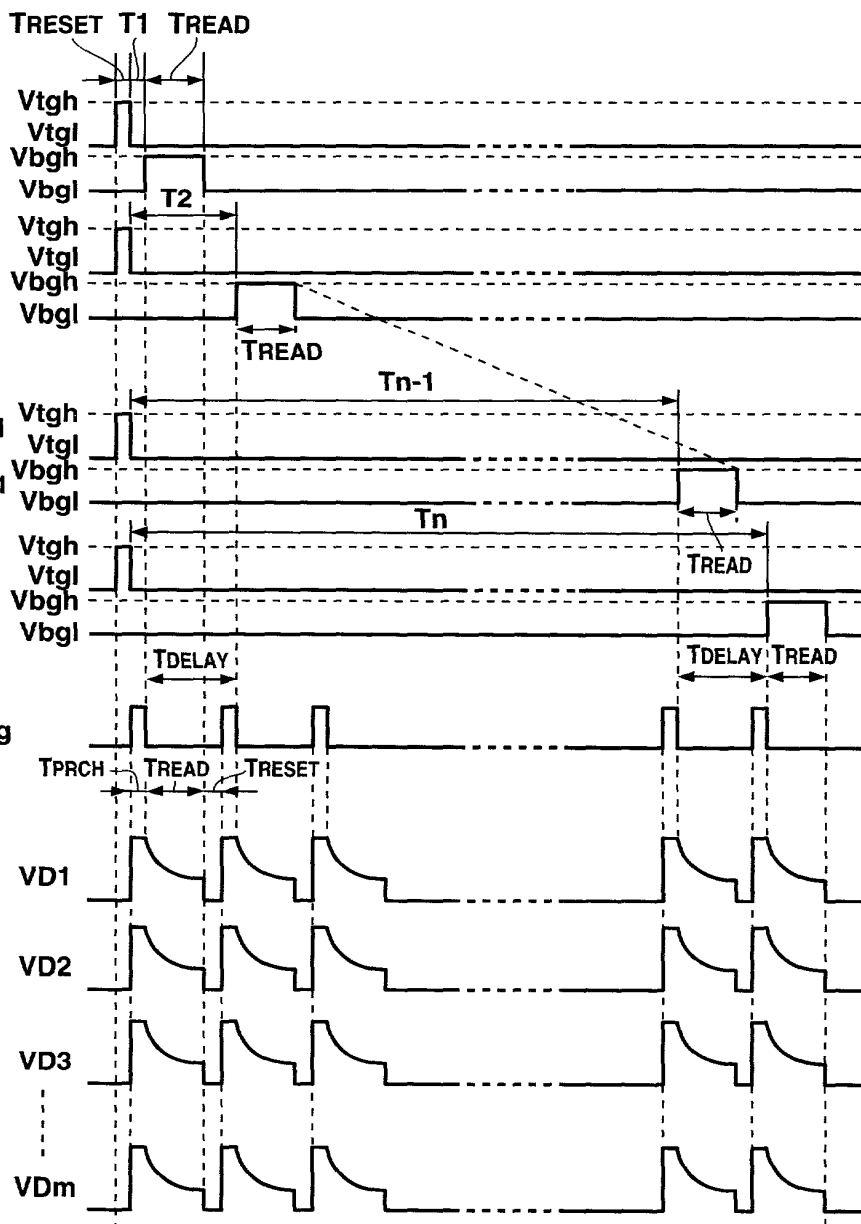 TRESET T1 TREAD
Vtgh
Vtgl
Vbgh
Vbgl
T2
Vtgh
Vtgl
Vbgh
Vbgl
TREAD
Tn-1
Vtgh
Vtgl
Vbgh
Vbgl
Tn
TREAD
Vtgh
Vtgl
Vbgh
Vbgl
TDELAY TDELAY TREAD
g
TPRCH TREAD TRESET
VD1
VD2
VD3
VDm